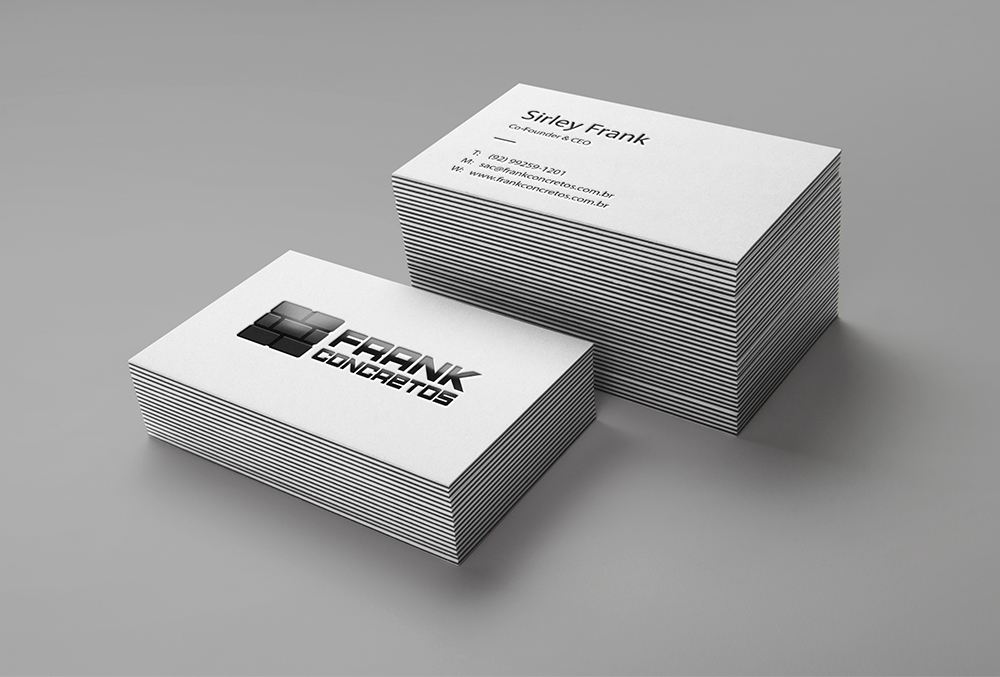 Sirley Frank
Co-Founder & CEO
T: (92) 99259-1201
M: sac@frankconcretos.com.br
W: www.frankconcretos.com.br
FRANK
CONCRETOS